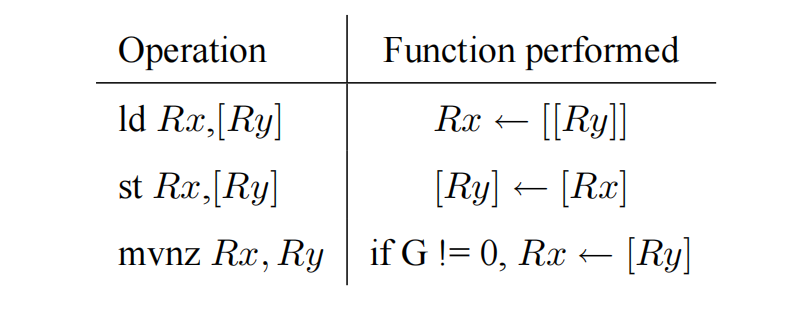 Operation Function performed
ld Rx,[Ry] Rx ← [[Ry]]
st Rx,[Ry] [Ry] ← [Rx]
mvnz Rx, Ry if G != 0, Rx ← [Ry]